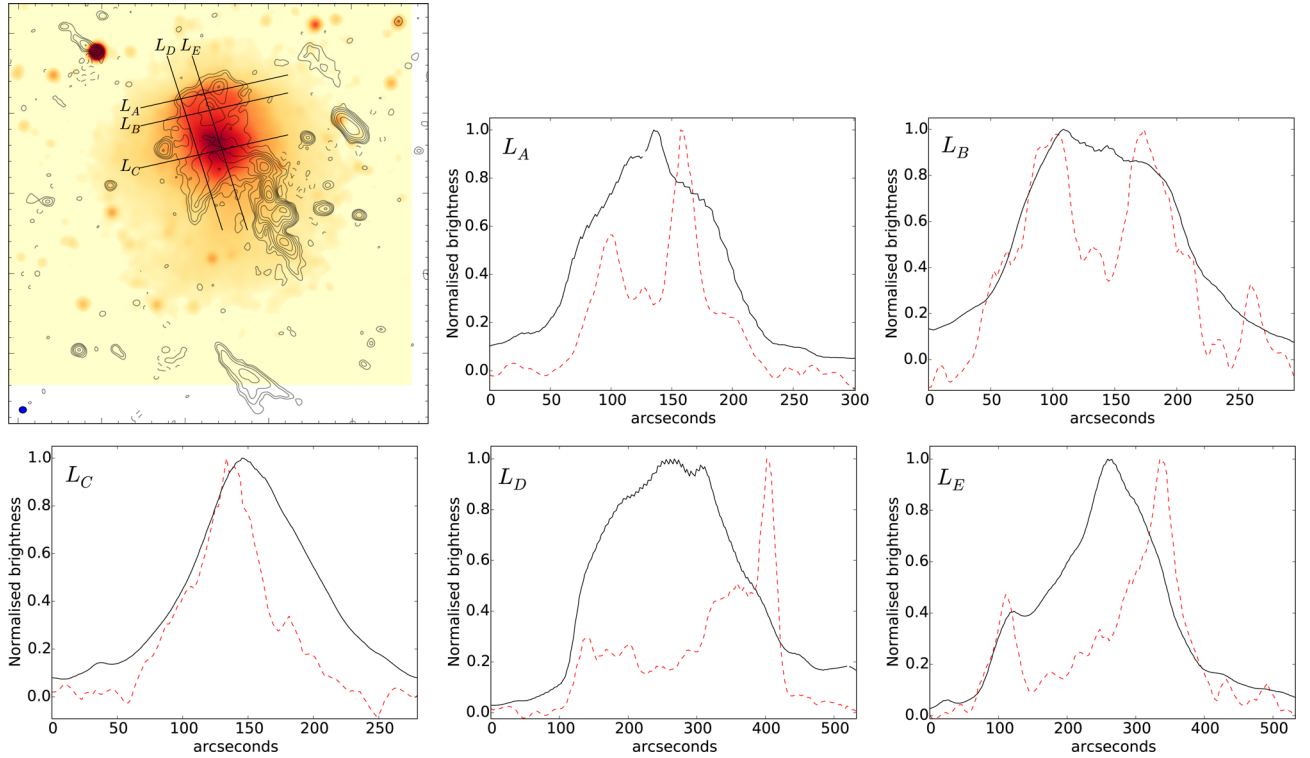 L_D L_E
L_A
L_B
L_C
L_A
Normalised brightness
1.0
0.8
0.6
0.4
0.2
0.0
0 50 100 150 200 250 300
arcseconds
L_B
Normalised brightness
1.0
0.8
0.6
0.4
0.2
0.0
0 50 100 150 200 250
arcseconds
L_C
Normalised brightness
1.0
0.8
0.6
0.4
0.2
0.0
0 50 100 150 200 250
arcseconds
L_D
Normalised brightness
1.0
0.8
0.6
0.4
0.2
0.0
0 100 200 300 400 500
arcseconds
L_E
Normalised brightness
1.0
0.8
0.6
0.4
0.2
0.0
0 100 200 300 400 500
arcseconds